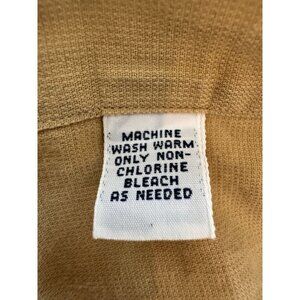 MACHINE
WASH WARM
ONLY NON-
CHLORINE
BLEACH
AS NEEDED